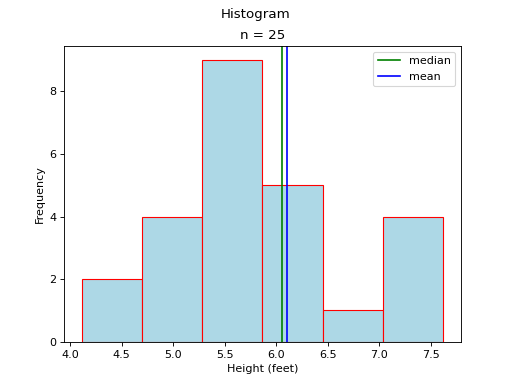 Histogram
n = 25
median
mean
Frequency
8
6
4
2
0
4.0 4.5 5.0 5.5 6.0 6.5 7.0 7.5
Height (feet)